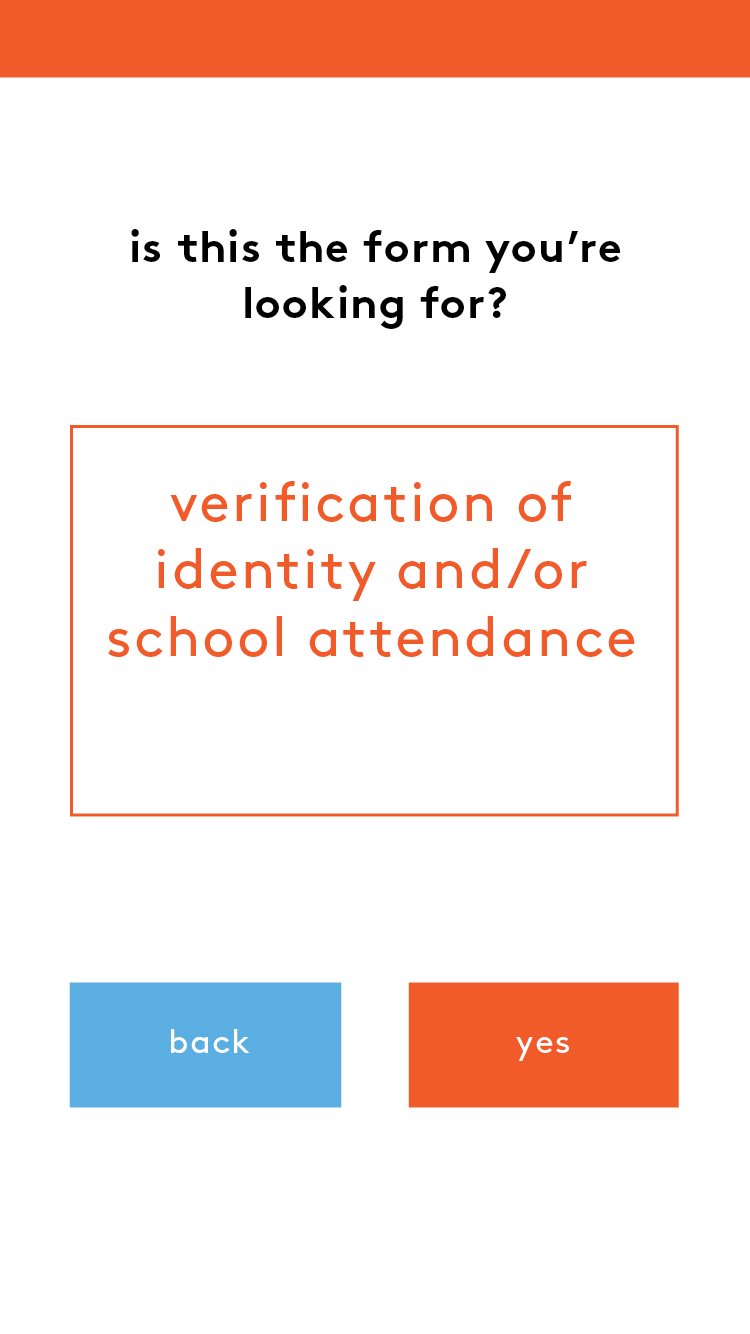 is this the form you’re
looking for?
verification of
identity and/or
school attendance
back
yes